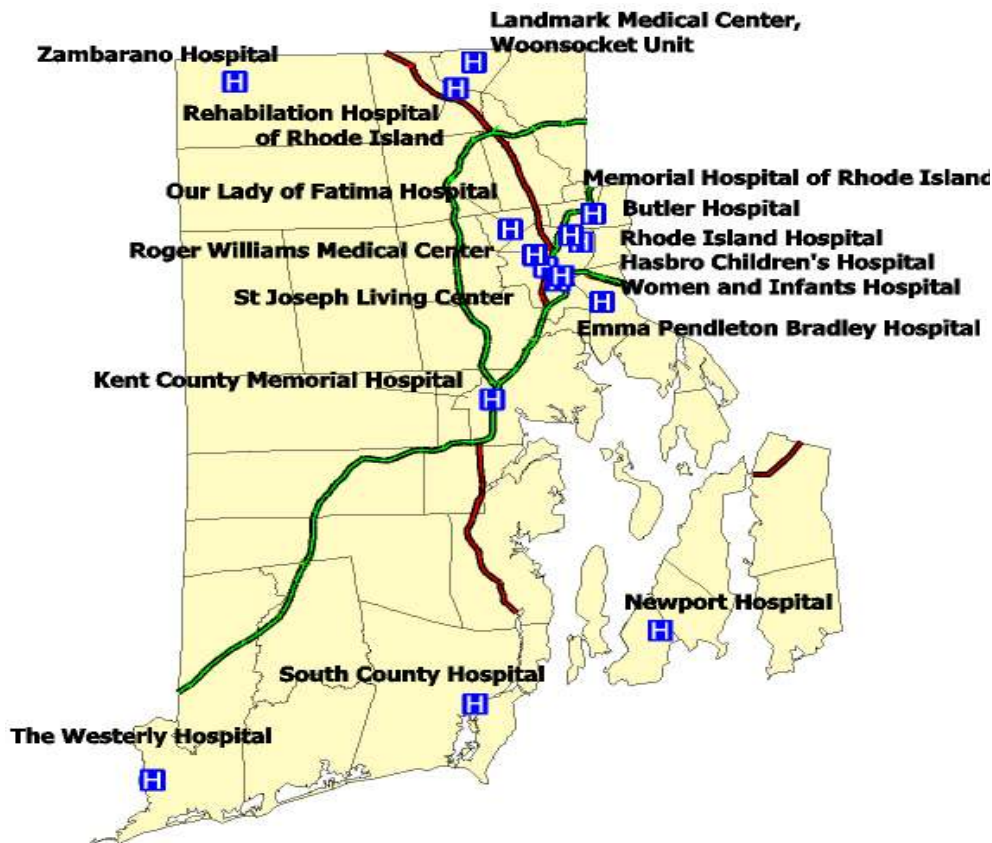 Landmark Medical Center,
Woonsocket Unit
Zambarano Hospital
H
H
H
Rehabilation Hospital
of Rhode Island
Memorial Hospital of Rhode Island
Our Lady of Fatima Hospital
H
Butler Hospital
H
H
H
Rhode Island Hospital
Roger Williams Medical Center
H
Hasbro Children's Hospital
H
Women and Infants Hospital
St Joseph Living Center
H
Emma Pendleton Bradley Hospital
Kent County Memorial Hospital
H
Newport Hospital
H
South County Hospital
H
The Westerly Hospital
H